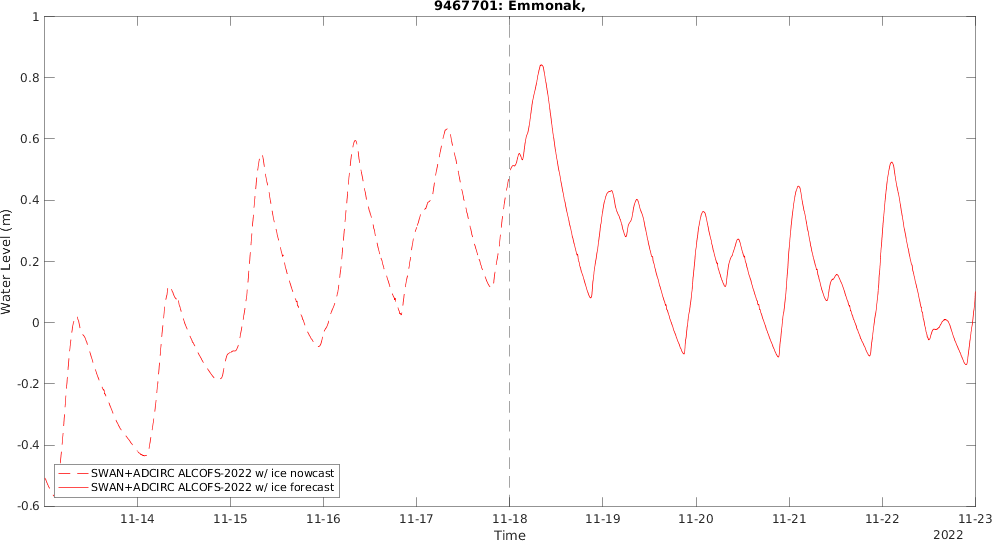 9467701: Emmonak,
Water Level (m)
1
0.8
0.6
0.4
0.2
0
-0.2
-0.4
-0.6
SWAN+ADCIRC ALCOFS-2022 w/ ice nowcast
SWAN+ADCIRC ALCOFS-2022 w/ ice forecast
11-14 11-15 11-16 11-17 11-18 11-19 11-20 11-21 11-22 11-23
Time
2022